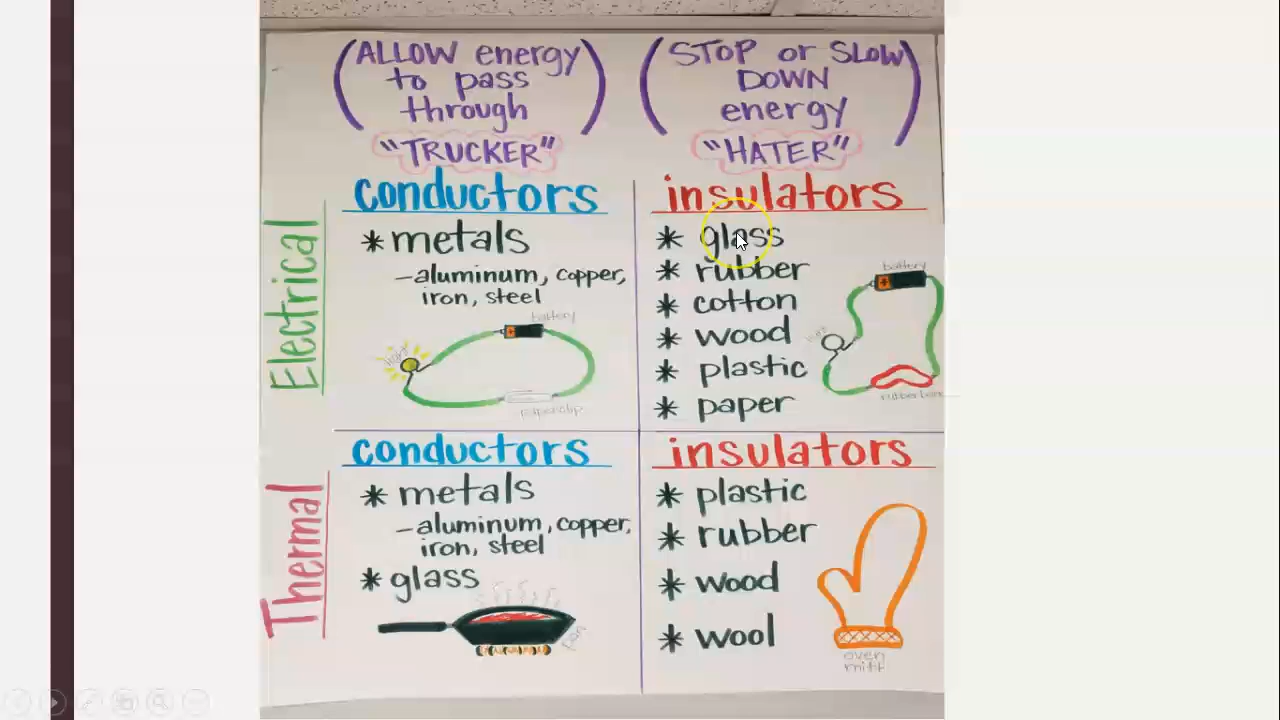 (ALLOW energy
to pass
through)
"TRUCKER"
(STOP or SLOW
DOWN
energy)
"HATER"
Electrical
conductors
* metals
- aluminum, copper,
iron, steel
battery
light
paperclip
insulators
* glass
* rubber
* cotton
* wood
* plastic
* paper
battery
light
rubber band
Thermal
conductors
* metals
- aluminum, copper,
iron, steel
* glass
pan
insulators
* plastic
* rubber
* wood
* wool
oven
mitt